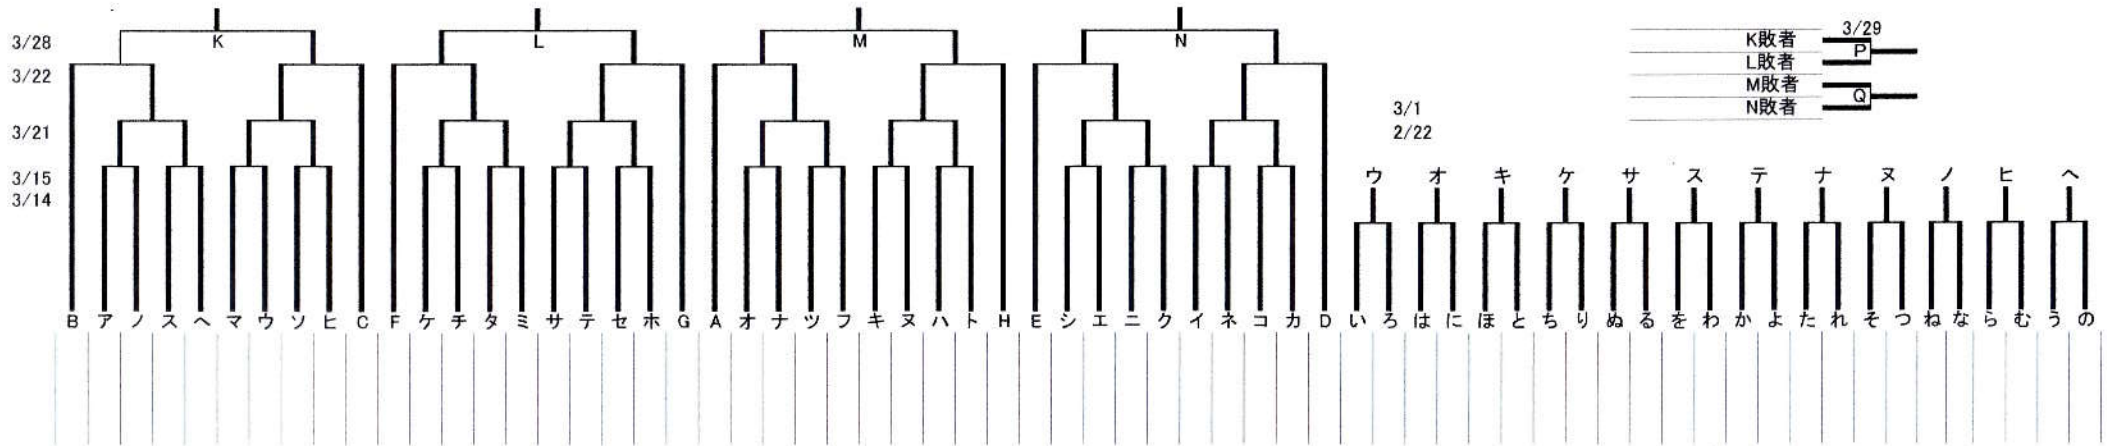 K L M N
3/28
3/22
3/21
3/15
3/14
3/29
K敗者
P
L敗者
M敗者
Q
N敗者
3/1
2/22
ウ オ キ ケ サ ス テ ナ ヌ ノ ヒ ヘ
B ア ノ ス ヘ マ ウ ソ ヒ C F ケ チ タ ミ サ テ セ ホ G A オ ナ ツ フ キ ヌ ハ ト H E シ エ ニ ク イ ネ コ カ D い ろ は に ほ と ち り ぬ る を わ か よ た れ そ つ ね な ら む う の